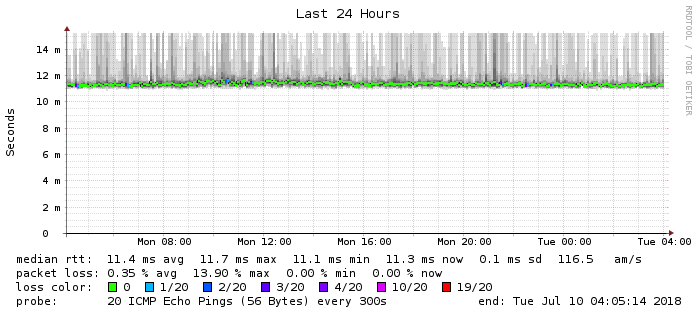 Last 24 Hours
RRDTOOL / TOBI OETIKER
Seconds
14 m
12 m
10 m
8 m
6 m
4 m
2 m
0
Mon 08:00 Mon 12:00 Mon 16:00 Mon 20:00 Tue 00:00 Tue 04:00
median rtt: 11.4 ms avg 11.7 ms max 11.1 ms min 11.3 ms now 0.1 ms sd 116.5 am/s
packet loss: 0.35 % avg 13.90 % max 0.00 % min 0.00 % now
loss color: 0 1/20 2/20 3/20 4/20 10/20 19/20
probe: 20 ICMP Echo Pings (56 Bytes) every 300s end: Tue Jul 10 04:05:14 2018